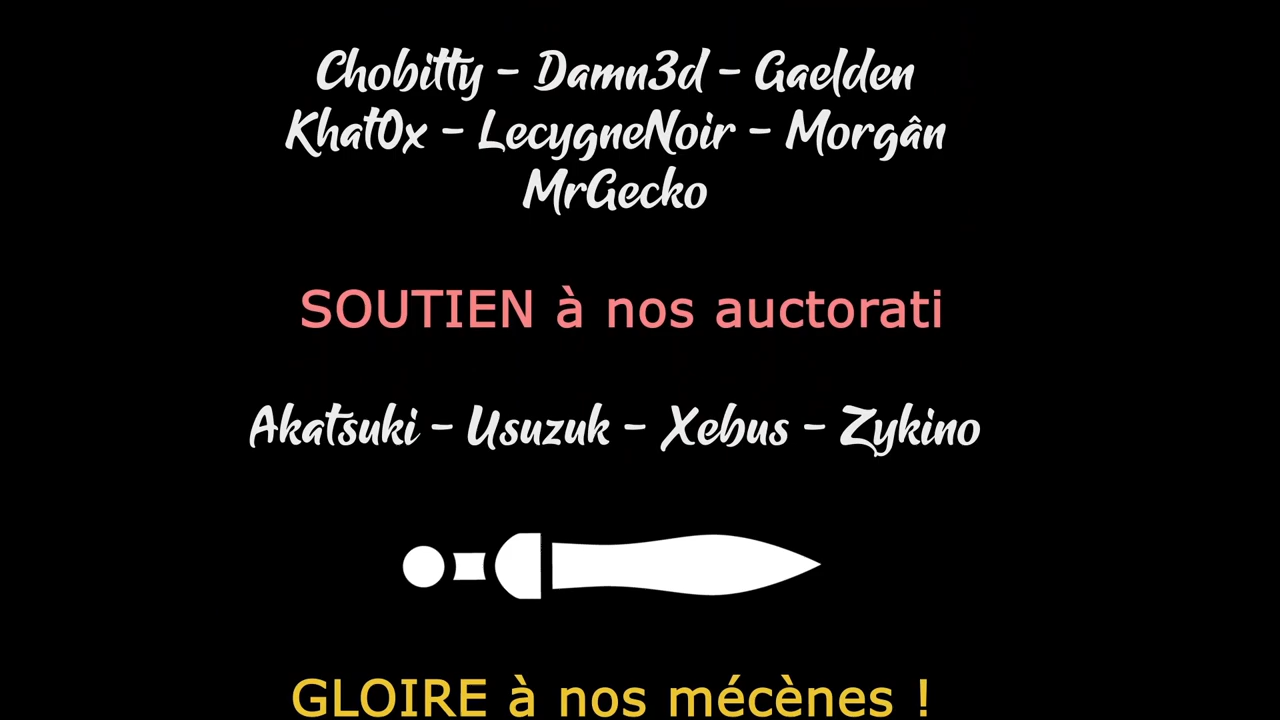 Chobitty - Damn3d - Gaelden
Khat0x - LecygneNoir - Morgân
MrGecko
SOUTIEN à nos auctorati
Akatsuki - Usuzuk - Xebus - Zykino
GLOIRE à nos mécènes !